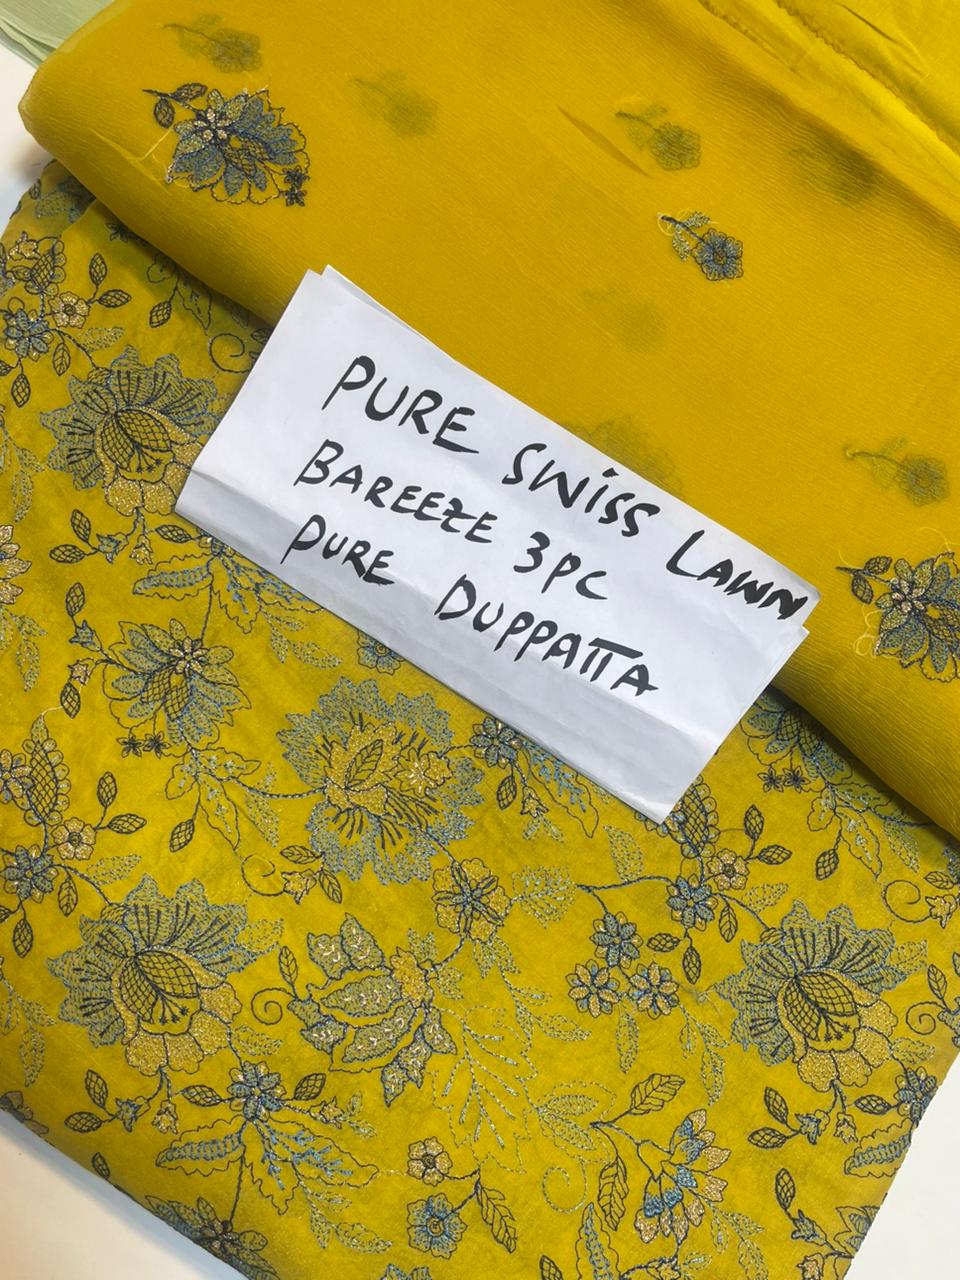 PURE SWiSS LAWN
BAREEZE 3PC
PURE DUPPATTA